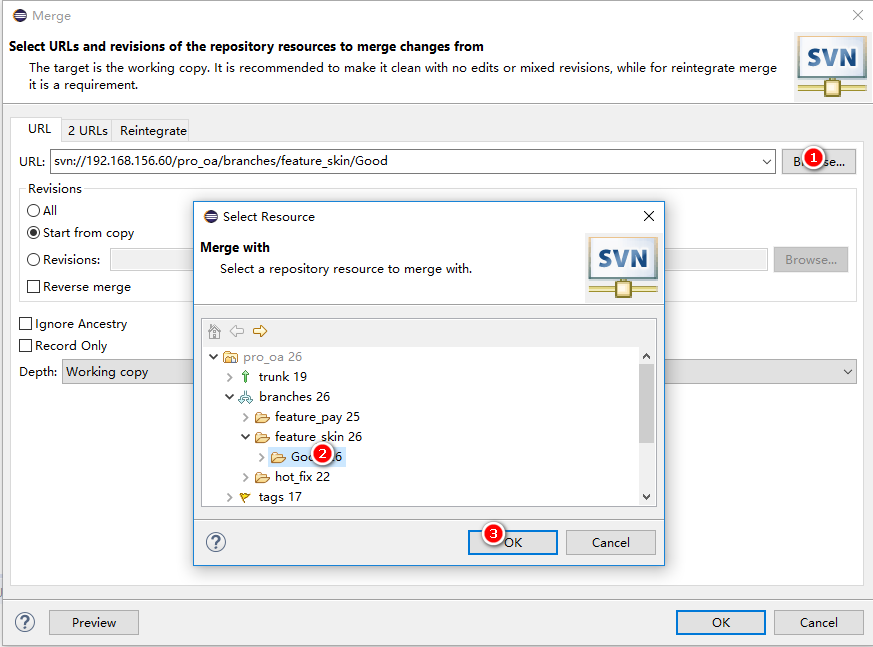 Merge
Select URLs and revisions of the repository resources to merge changes from
The target is the working copy. It is recommended to make it clean with no edits or mixed revisions, while for reintegrate merge
it is a requirement.
SVN
URL
2 URLs
Reintegrate
URL:
svn://192.168.156.60/pro_oa/branches/feature_skin/Good
1
Revisions
All
Start from copy
Revisions:
Browse...
Reverse merge
Ignore Ancestry
Record Only
Depth:
Working copy
Select Resource
Merge with
Select a repository resource to merge with.
SVN
pro_oa 26
trunk 19
branches 26
feature_pay 25
feature_skin 26
2
hot_fix 22
tags 17
3
OK
Cancel
Preview
OK
Cancel